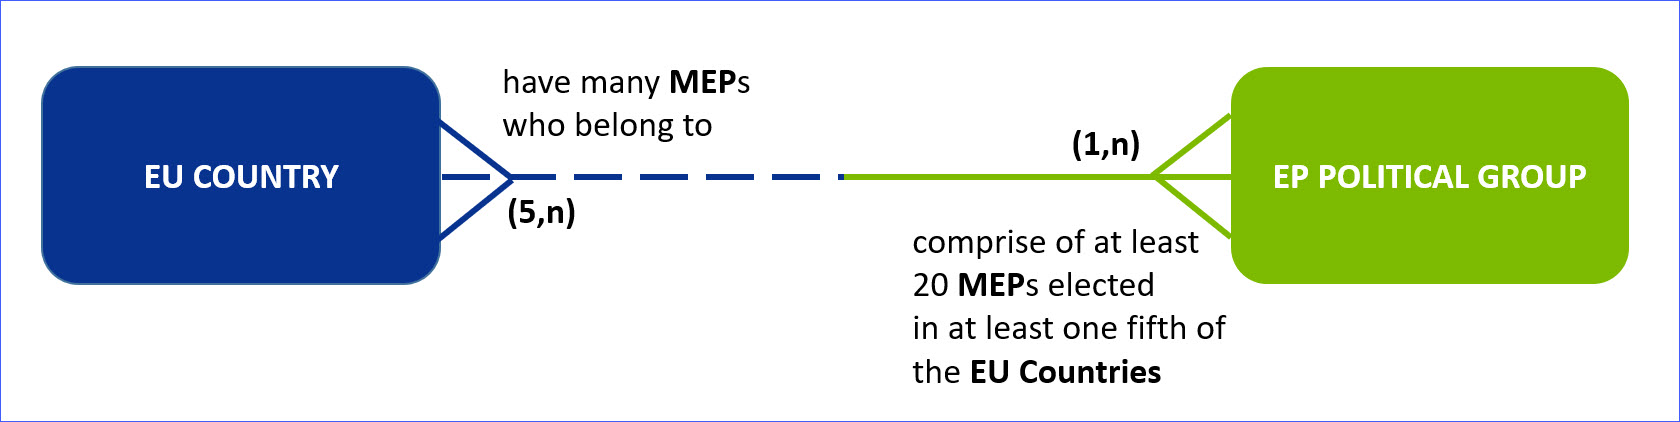 have many MEPs
who belong to
EU COUNTRY
(5,n)
(1,n)
EP POLITICAL GROUP
comprise of at least
20 MEPs elected
in at least one fifth of
the EU Countries